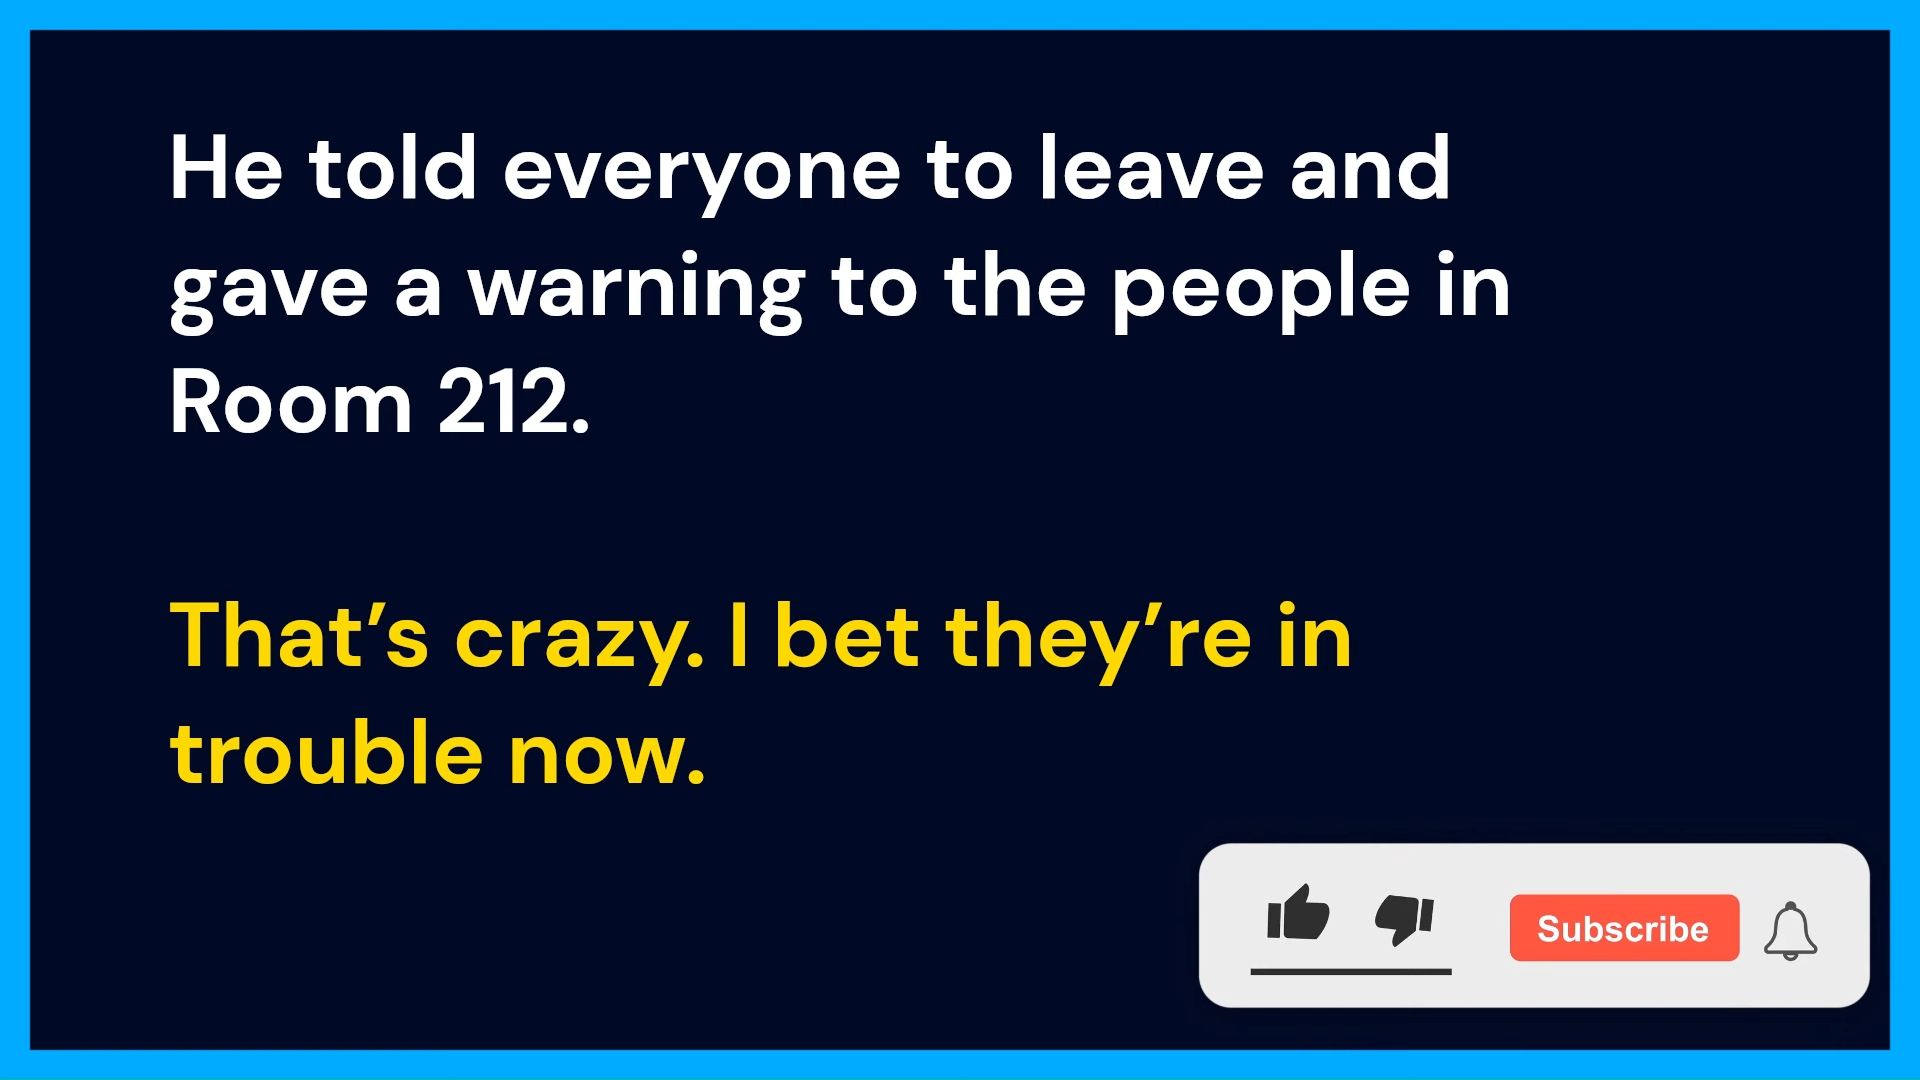 He told everyone to leave and
gave a warning to the people in
Room 212.
That’s crazy. I bet they’re in
trouble now.
Subscribe